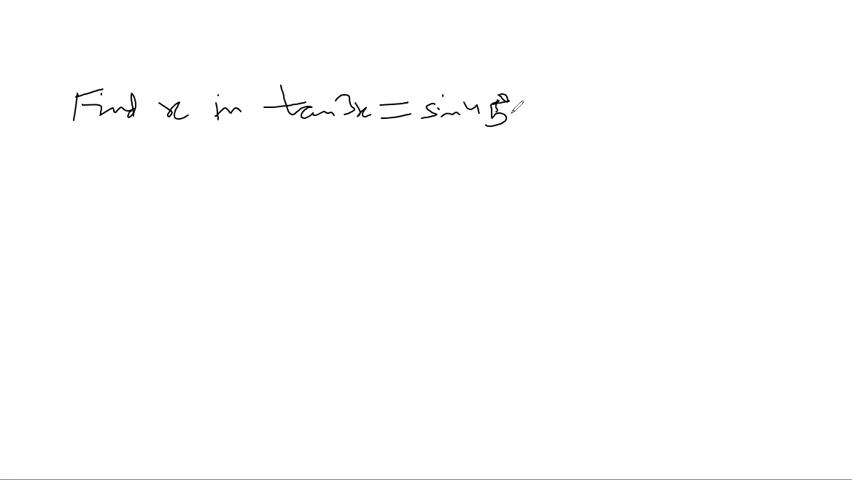 Find x in tan3x = sin45°